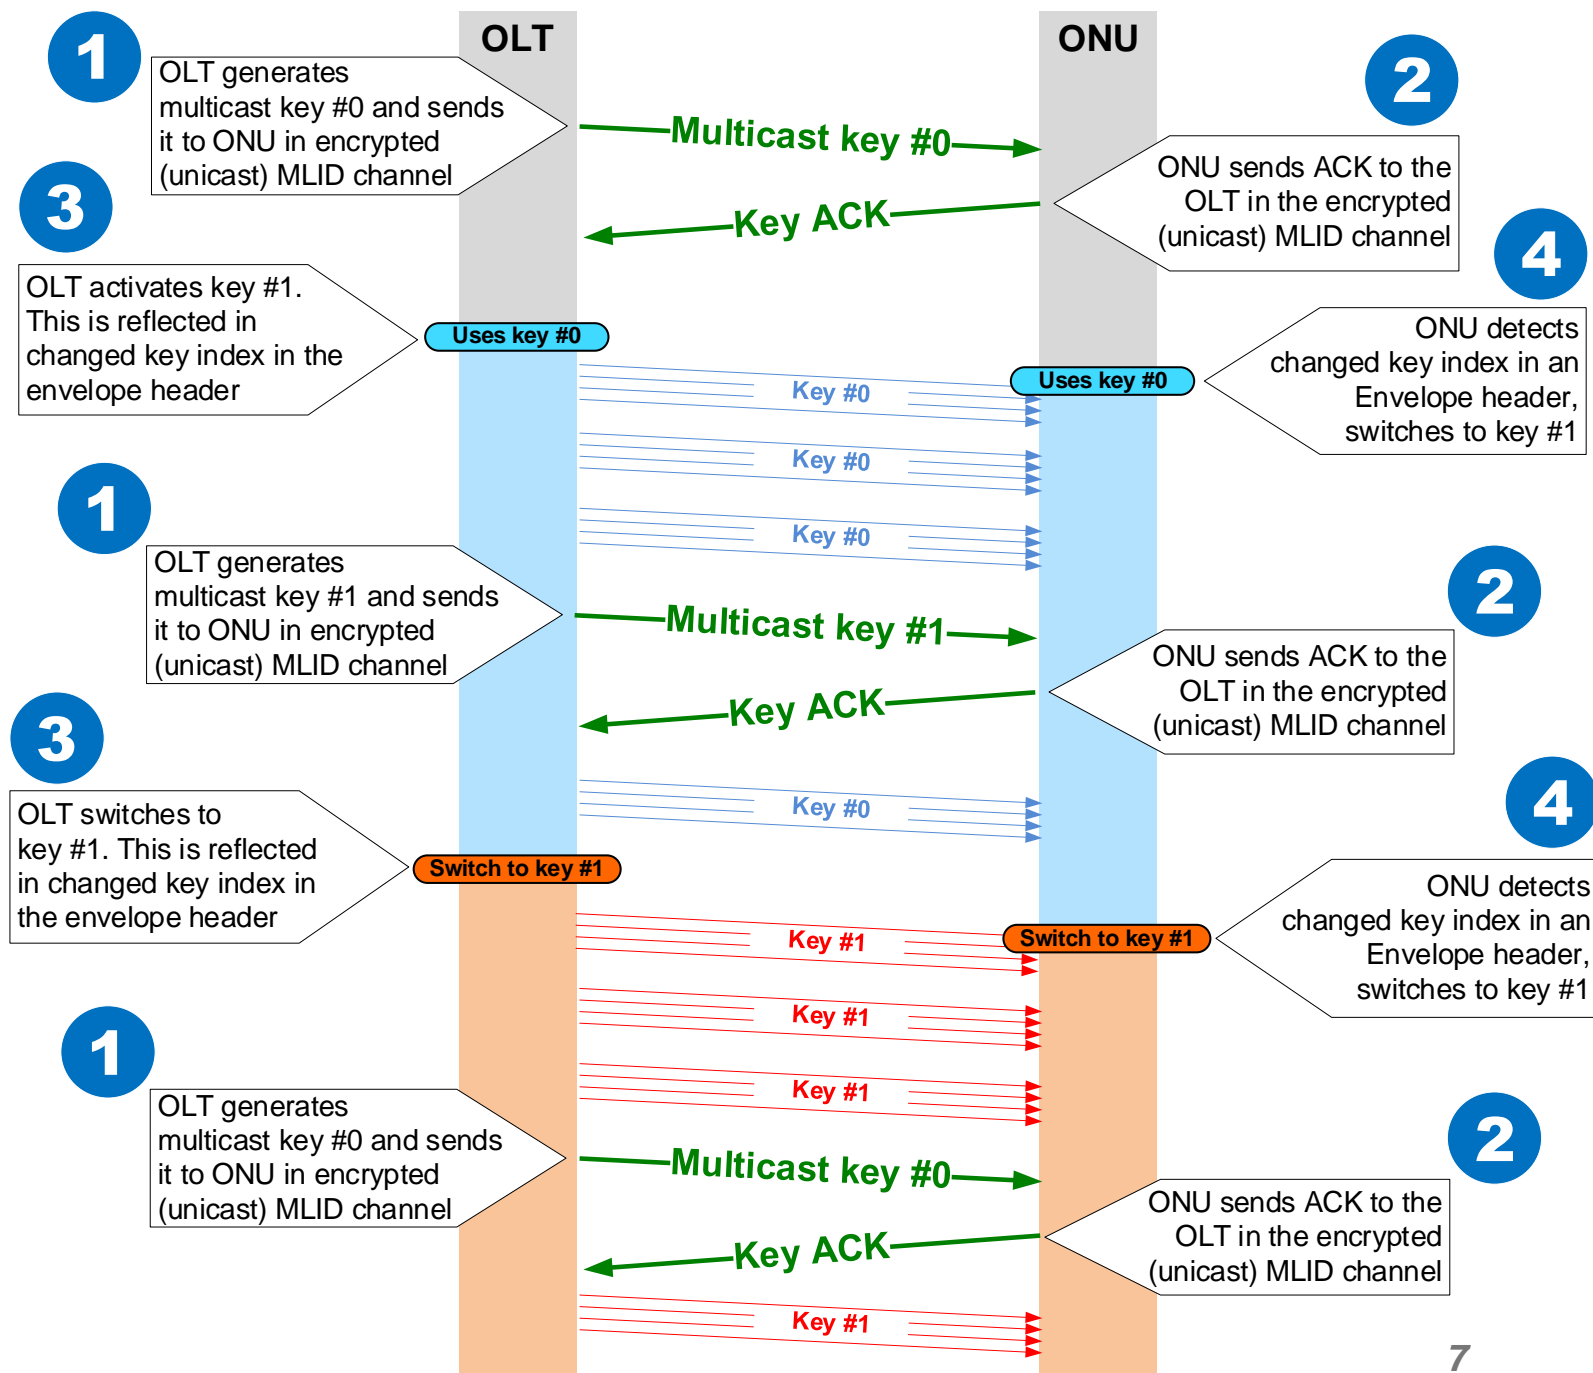 OLT
ONU
1
OLT generates
multicast key #0 and sends
it to ONU in encrypted
(unicast) MLID channel
2
Multicast key #0
ONU sends ACK to the
OLT in the encrypted
(unicast) MLID channel
Key ACK
3
OLT activates key #1.
This is reflected in
changed key index in the
envelope header
Uses key #0
4
ONU detects
changed key index in an
Envelope header,
switches to key #1
Uses key #0
Key #0
Key #0
Key #0
1
OLT generates
multicast key #1 and sends
it to ONU in encrypted
(unicast) MLID channel
Multicast key #1
2
ONU sends ACK to the
OLT in the encrypted
(unicast) MLID channel
Key ACK
3
OLT switches to
key #1. This is reflected
in changed key index in
the envelope header
Key #0
Switch to key #1
4
ONU detects
changed key index in an
Envelope header,
switches to key #1
Switch to key #1
Key #1
Key #1
Key #1
1
OLT generates
multicast key #0 and sends
it to ONU in encrypted
(unicast) MLID channel
Multicast key #0
2
ONU sends ACK to the
OLT in the encrypted
(unicast) MLID channel
Key ACK
Key #1
7